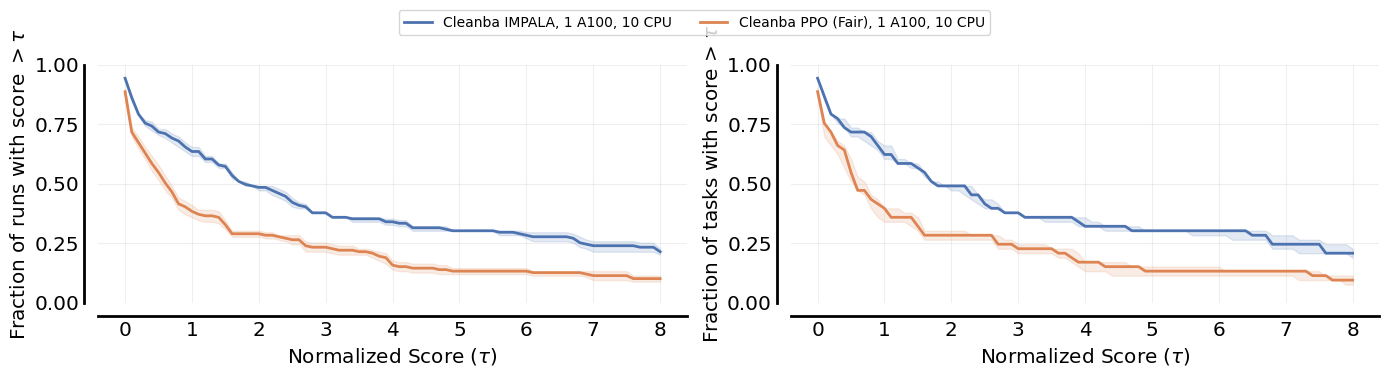 Cleanba IMPALA, 1 A100, 10 CPU
Cleanba PPO (Fair), 1 A100, 10 CPU
Fraction of runs with score > τ
1.00
0.75
0.50
0.25
0.00
0 1 2 3 4 5 6 7 8
Normalized Score (τ)
Fraction of tasks with score > τ
1.00
0.75
0.50
0.25
0.00
0 1 2 3 4 5 6 7 8
Normalized Score (τ)